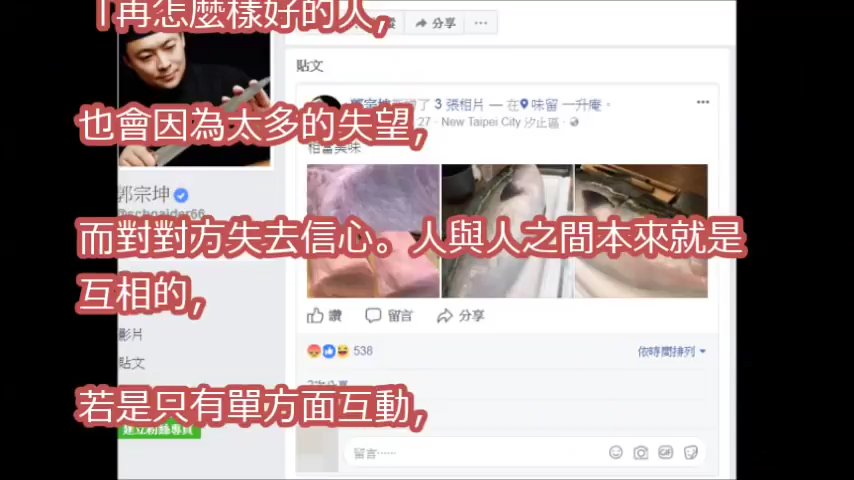 「再怎麼樣好的人，
分享
也會因為太多的失望，
貼文
3 張相片 — 在 味留 一升庵。
27 · New Taipei City 汐止區 ·
相當美味
郭宗坤
而對對方失去信心。人與人之間本來就是
互相的，
讚 留言 分享
影片
538
依時間排列
貼文
若是只有單方面互動，
建立粉絲專頁
留言……